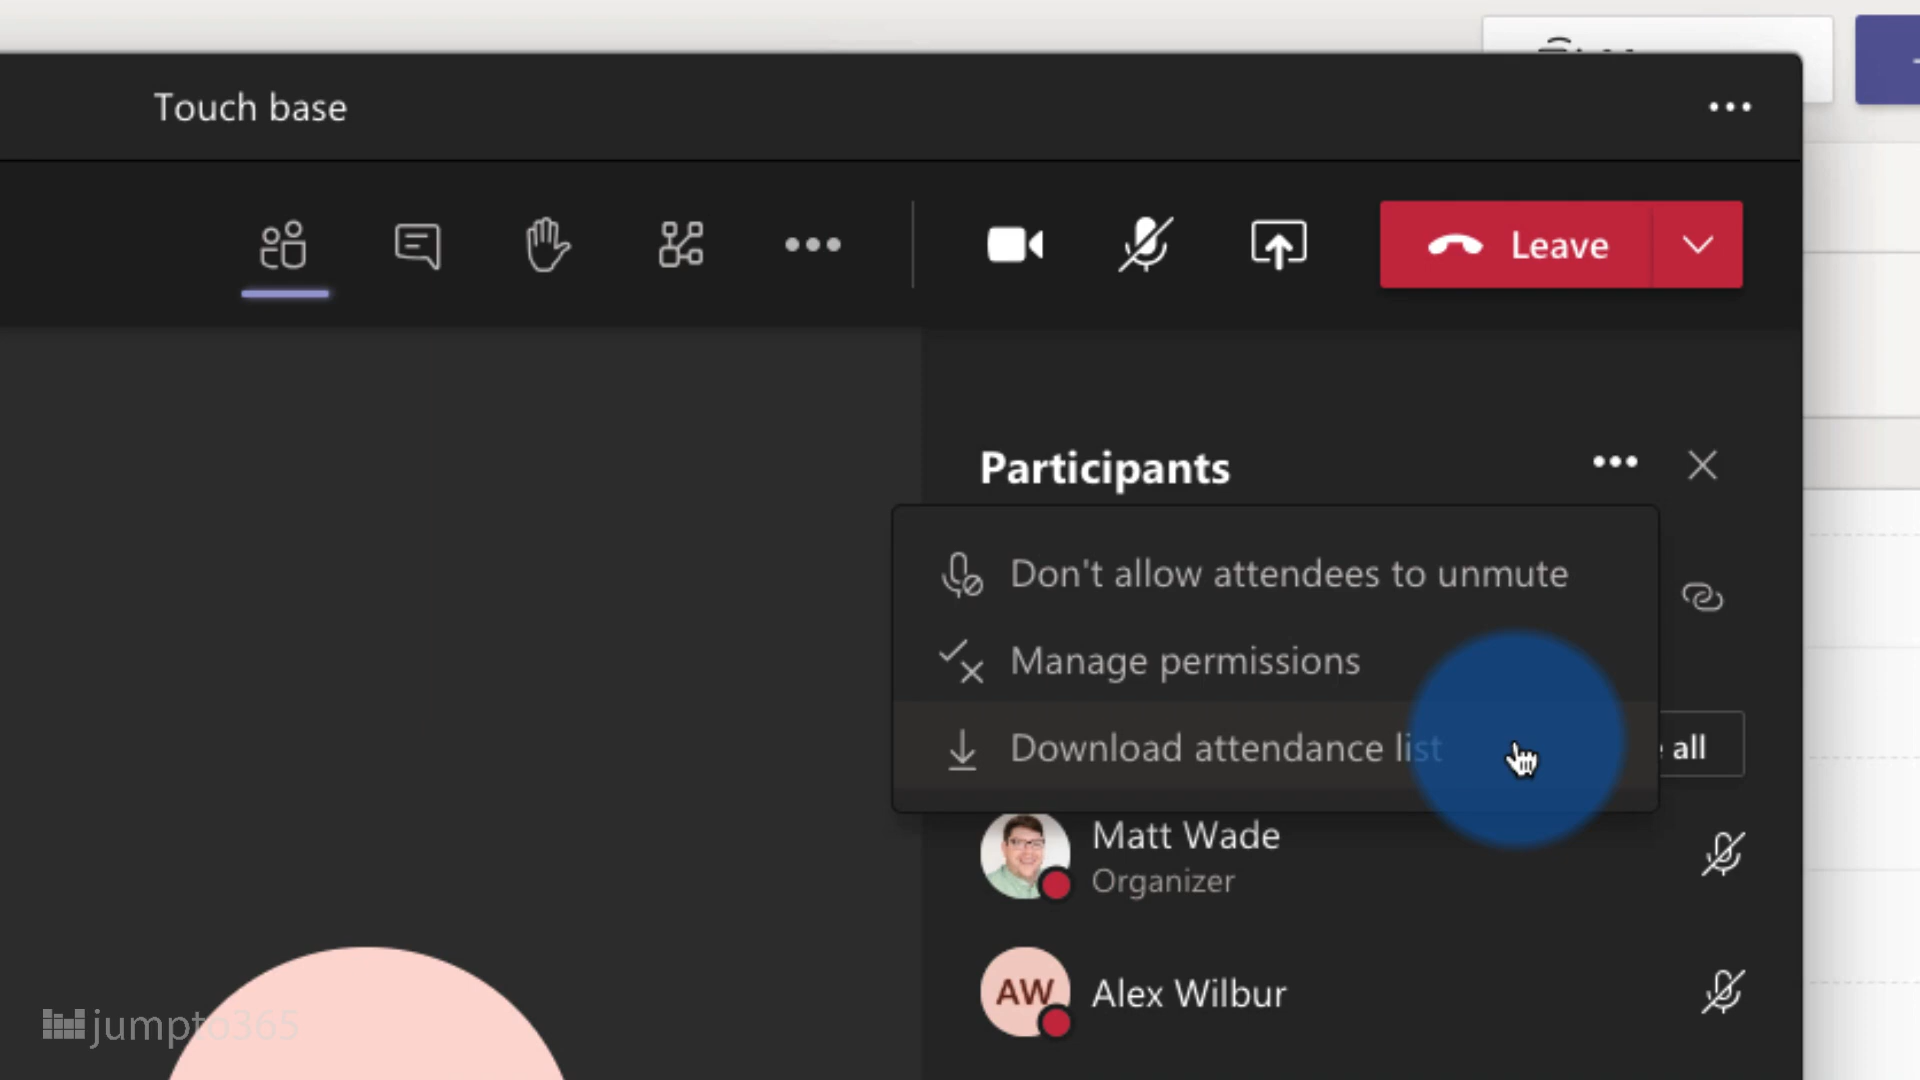 Touch base
Leave
Participants
Don't allow attendees to unmute
Manage permissions
Download attendance list
all
Matt Wade
Organizer
AW
Alex Wilbur
jumpto365